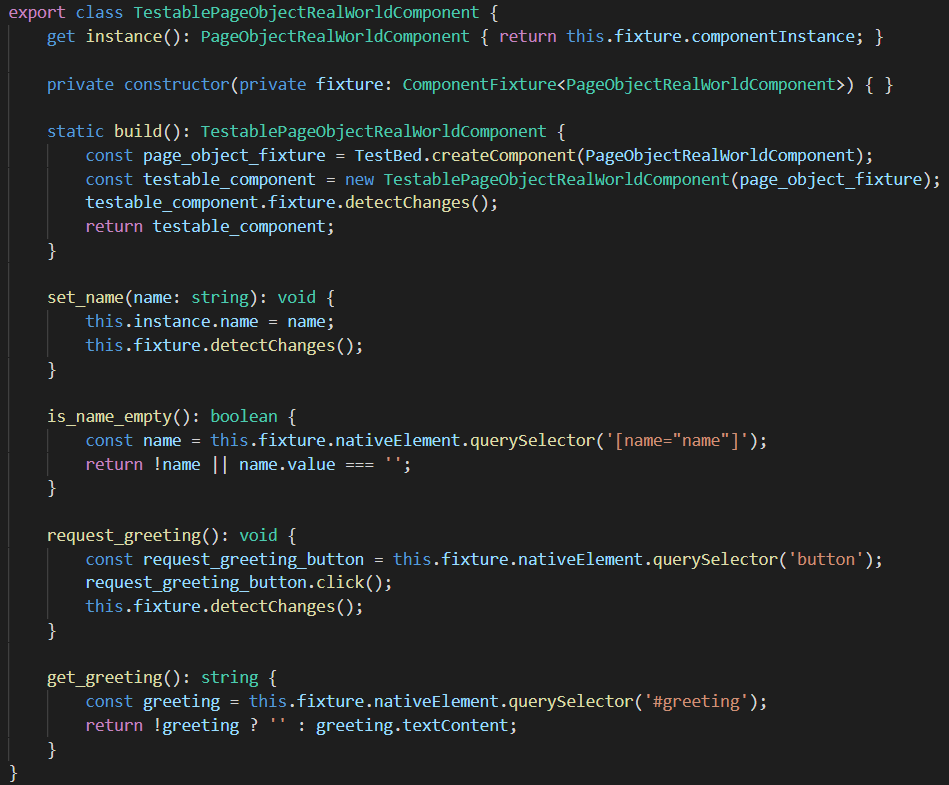 export class TestablePageObjectRealWorldComponent {
    get instance(): PageObjectRealWorldComponent { return this.fixture.componentInstance; }

    private constructor(private fixture: ComponentFixture<PageObjectRealWorldComponent>) { }

    static build(): TestablePageObjectRealWorldComponent {
        const page_object_fixture = TestBed.createComponent(PageObjectRealWorldComponent);
        const testable_component = new TestablePageObjectRealWorldComponent(page_object_fixture);
        testable_component.fixture.detectChanges();
        return testable_component;
    }

    set_name(name: string): void {
        this.instance.name = name;
        this.fixture.detectChanges();
    }

    is_name_empty(): boolean {
        const name = this.fixture.nativeElement.querySelector('[name="name"]');
        return !name || name.value === '';
    }

    request_greeting(): void {
        const request_greeting_button = this.fixture.nativeElement.querySelector('button');
        request_greeting_button.click();
        this.fixture.detectChanges();
    }

    get_greeting(): string {
        const greeting = this.fixture.nativeElement.querySelector('#greeting');
        return !greeting ? '' : greeting.textContent;
    }
}